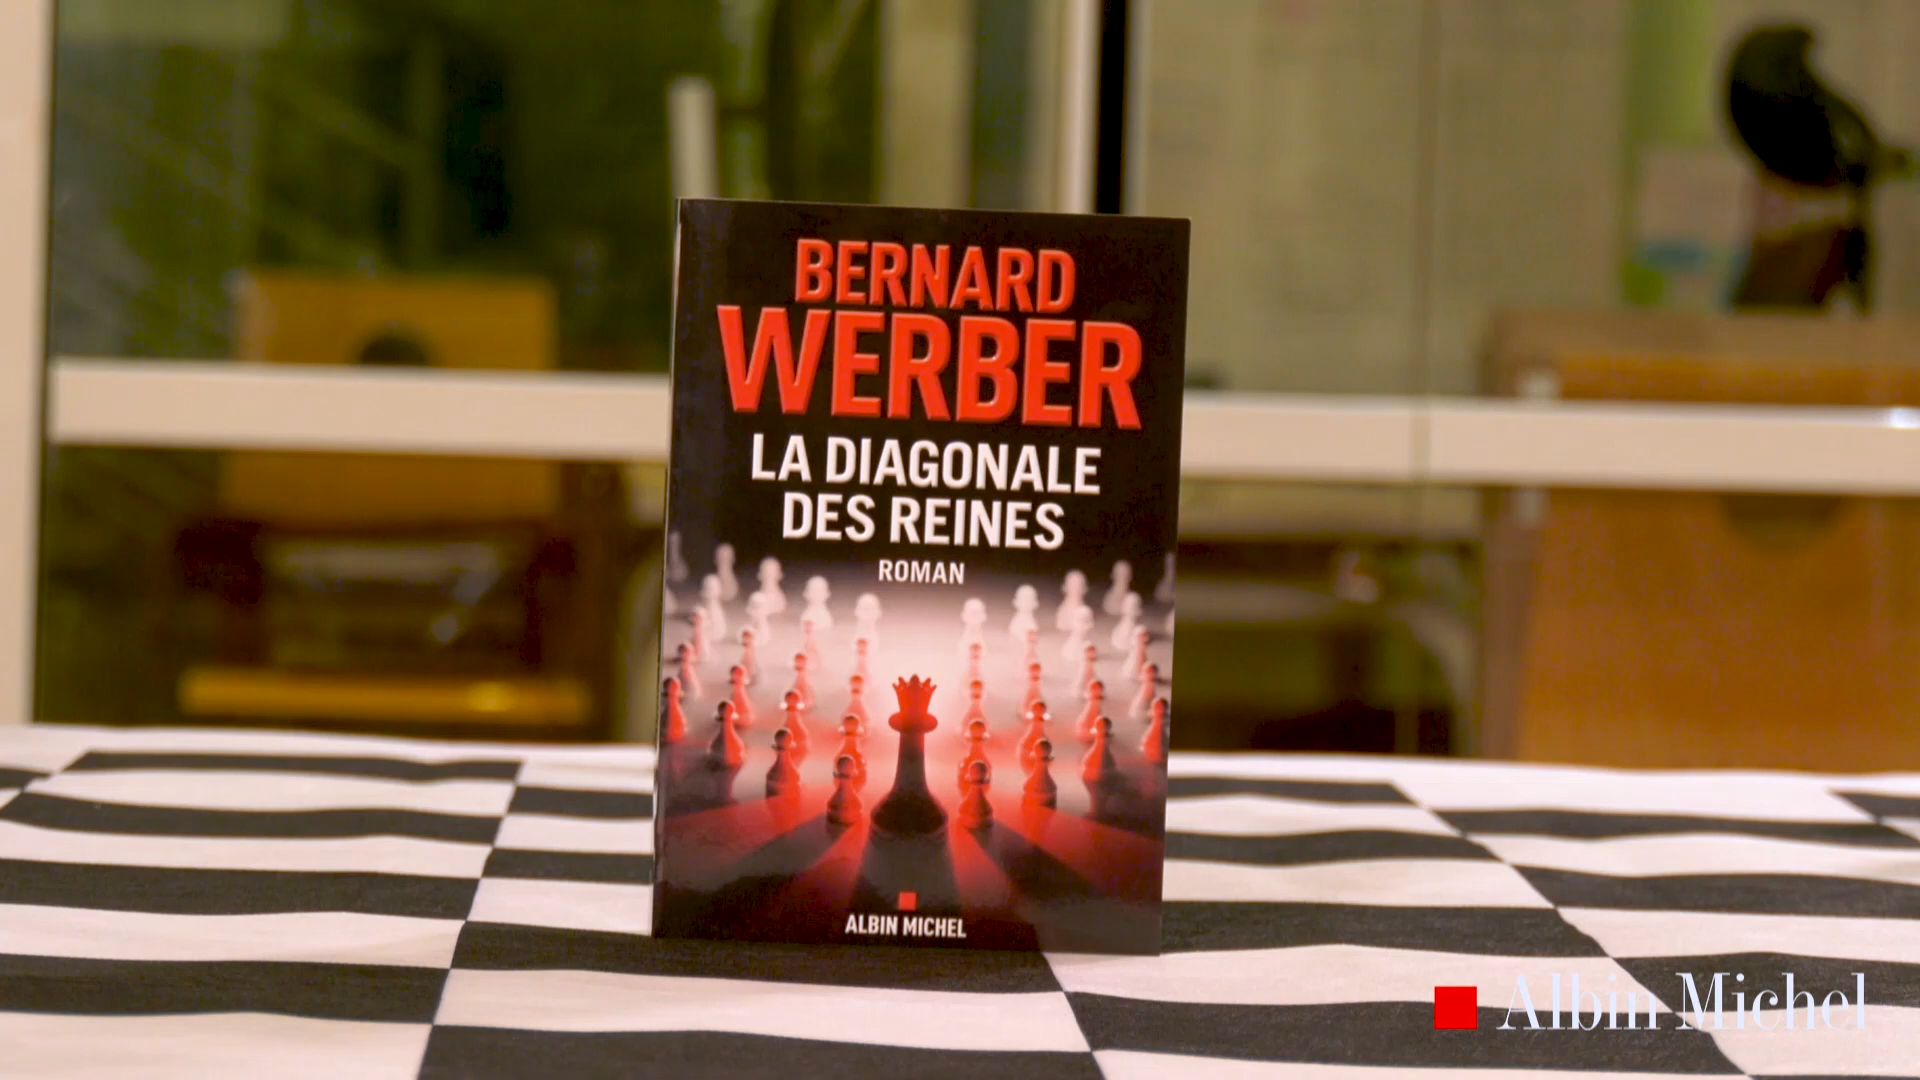 BERNARD
WERBER
LA DIAGONALE
DES REINES
ROMAN
ALBIN MICHEL
Albin Michel